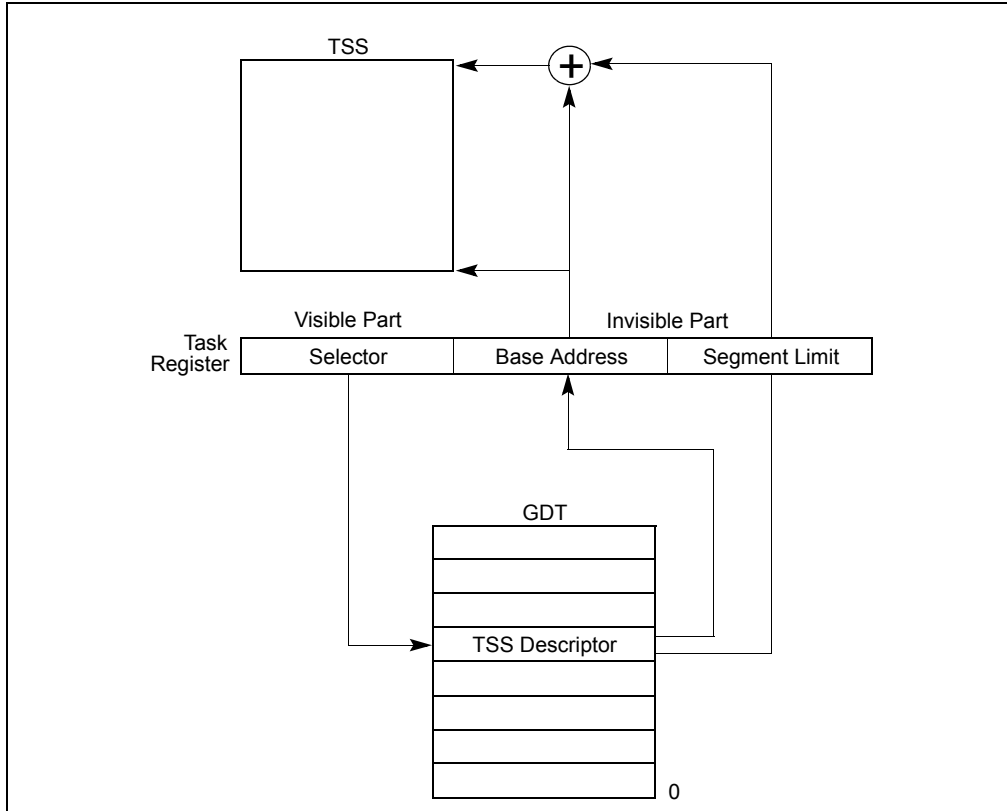 TSS
+
Visible Part
Invisible Part
Task
Register
Selector
Base Address
Segment Limit
GDT
TSS Descriptor
0